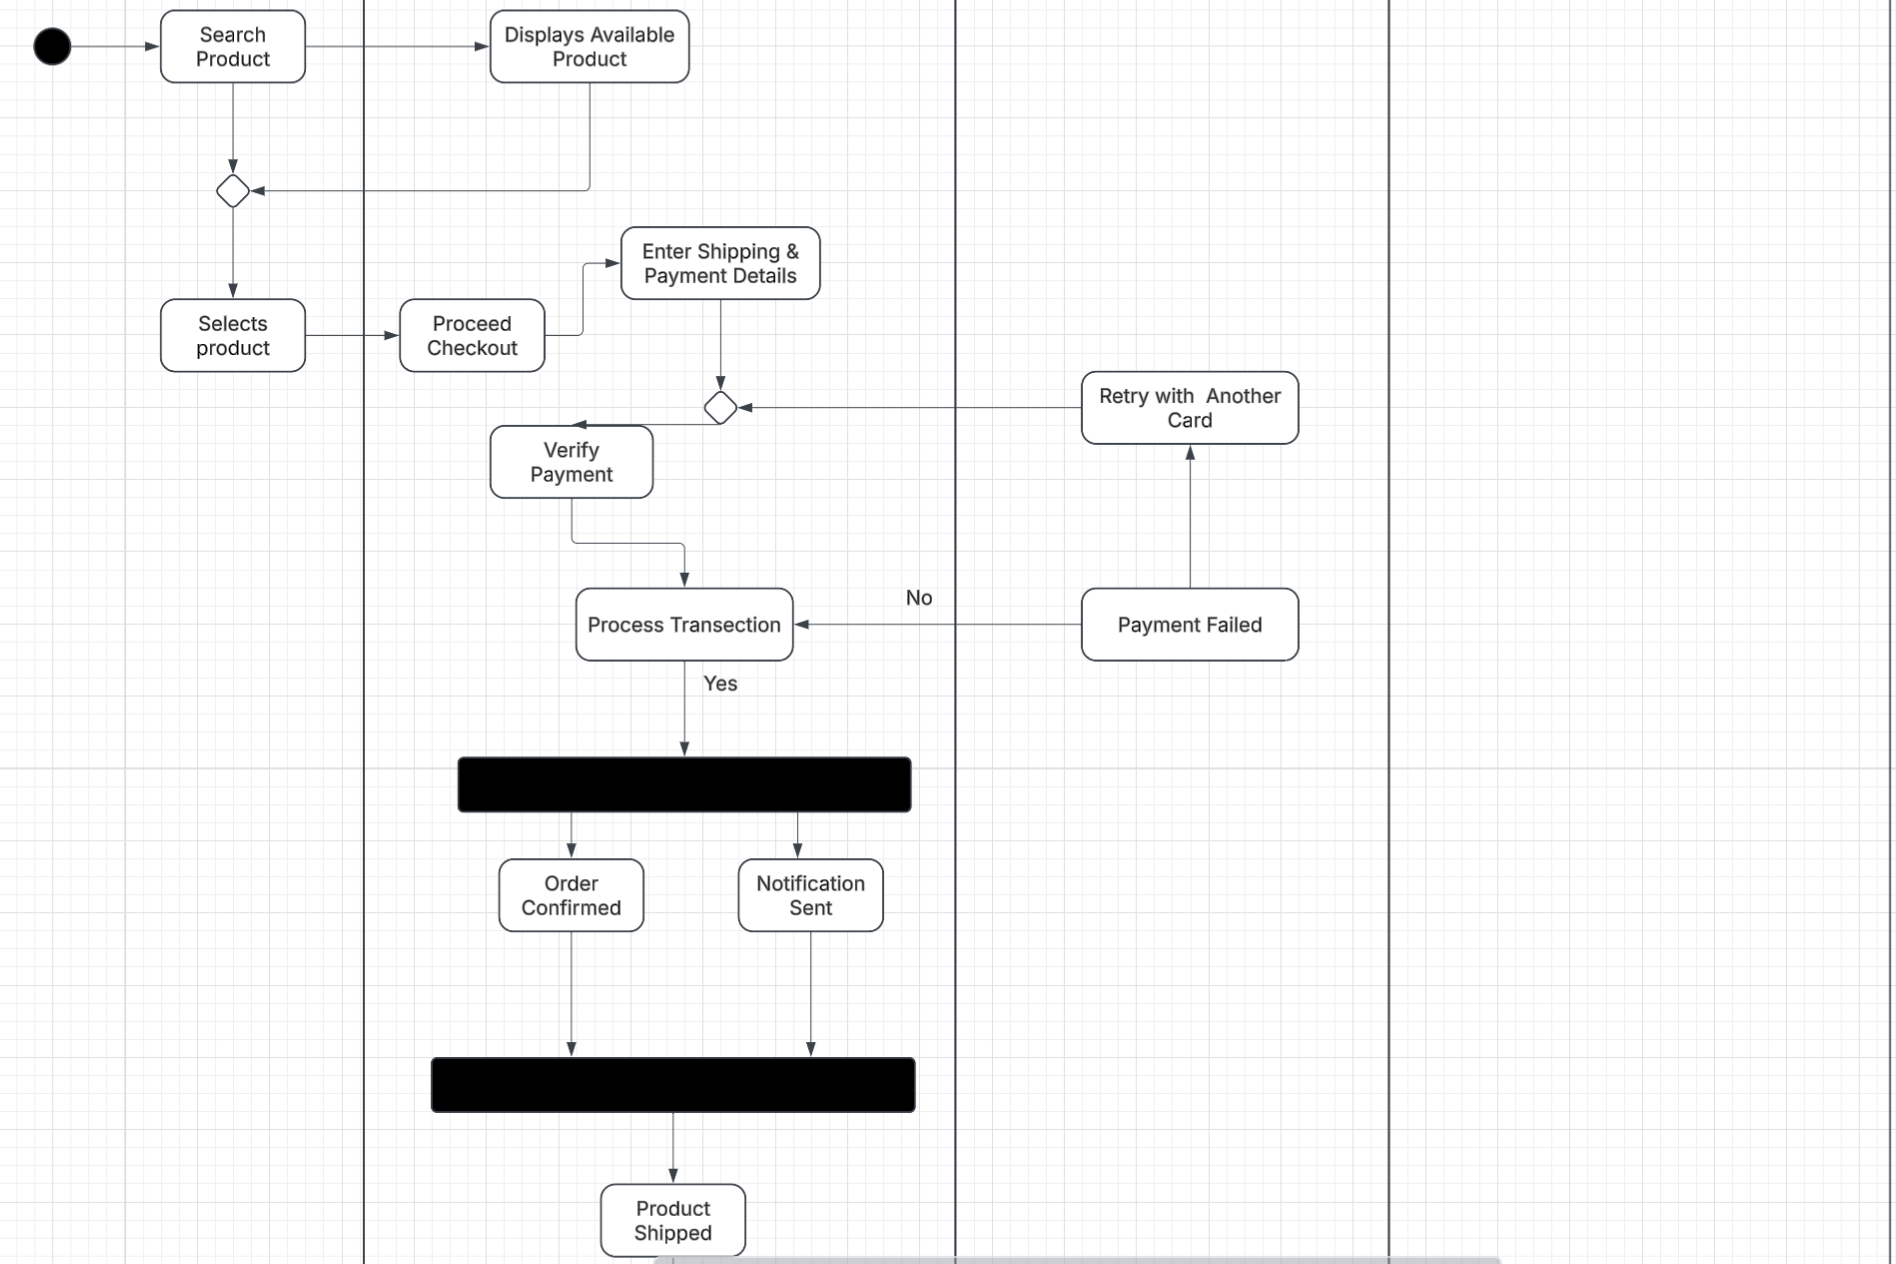 Search
Product
Displays Available
Product
Enter Shipping &
Payment Details
Selects
product
Proceed
Checkout
Retry with  Another
Card
Verify
Payment
No
Process Transection
Payment Failed
Yes
Order
Confirmed
Notification
Sent
Product
Shipped